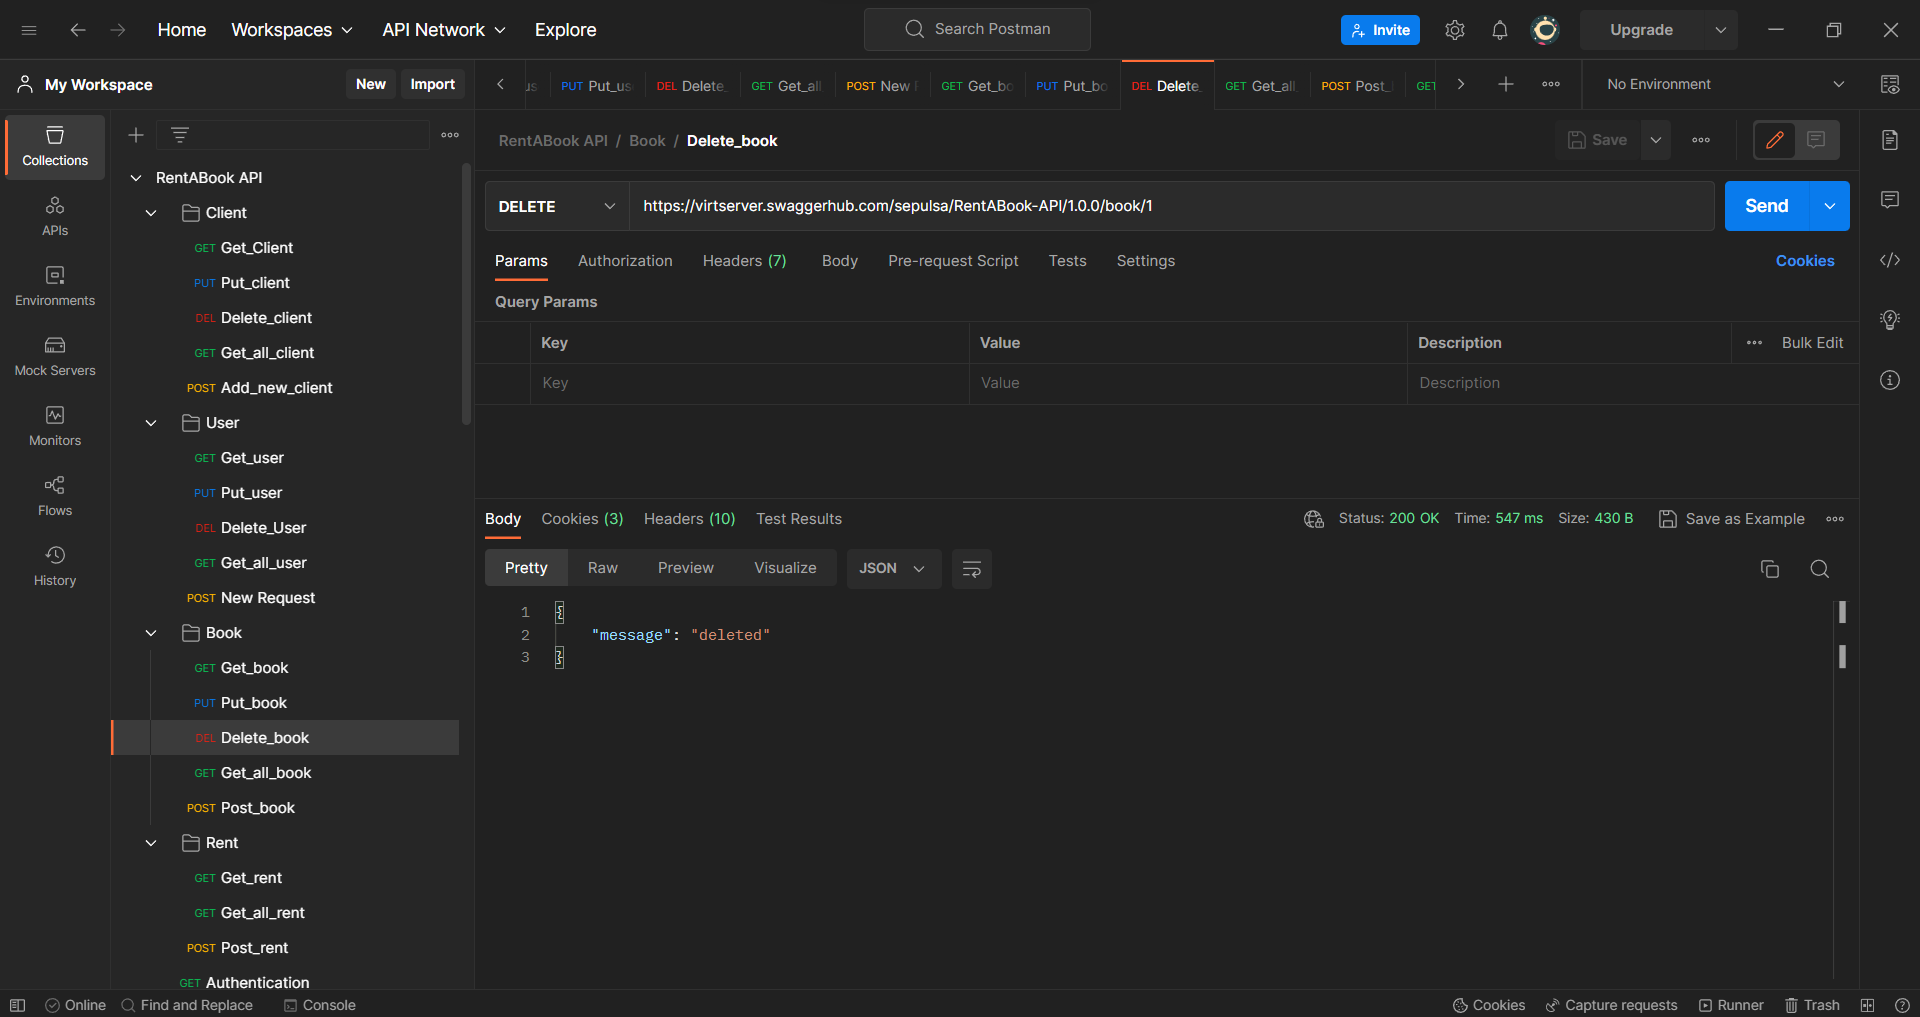 Home Workspaces API Network Explore Search Postman Invite Upgrade
My Workspace New Import
PUT Put_us DEL Delete_ GET Get_all POST New GET Get_bo PUT Put_bo DEL Delete_ GET Get_all_ POST Post_ GET No Environment
Collections
APIs
Environments
Mock Servers
Monitors
Flows
History
RentABook API
Client
GET Get_Client
PUT Put_client
DEL Delete_client
GET Get_all_client
POST Add_new_client
User
GET Get_user
PUT Put_user
DEL Delete_User
GET Get_all_user
POST New Request
Book
GET Get_book
PUT Put_book
DEL Delete_book
GET Get_all_book
POST Post_book
Rent
GET Get_rent
GET Get_all_rent
POST Post_rent
GET Authentication
RentABook API / Book / Delete_book Save
DELETE https://virtserver.swaggerhub.com/sepulsa/RentABook-API/1.0.0/book/1 Send
Params Authorization Headers (7) Body Pre-request Script Tests Settings Cookies
Query Params
Key Value Description Bulk Edit
Key Value Description
Body Cookies (3) Headers (10) Test Results Status: 200 OK Time: 547 ms Size: 430 B Save as Example
Pretty Raw Preview Visualize JSON
1 {
2 "message": "deleted"
3 }
Online Find and Replace Console Cookies Capture requests Runner Trash